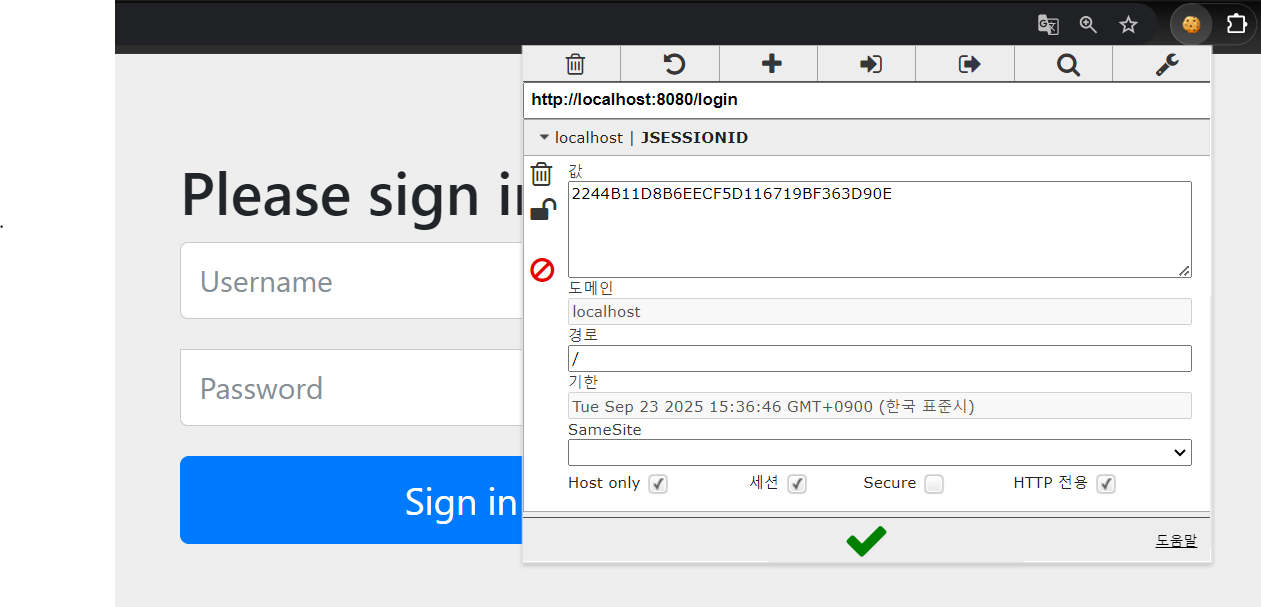 http://localhost:8080/login
localhost | JSESSIONID
값
2244B11D8B6EECF5D116719BF363D90E
도메인
localhost
경로
/
기한
Tue Sep 23 2025 15:36:46 GMT+0900 (한국 표준시)
SameSite
Host only 세션 Secure HTTP 전용
도움말
Please sign in
Username
Password
Sign in